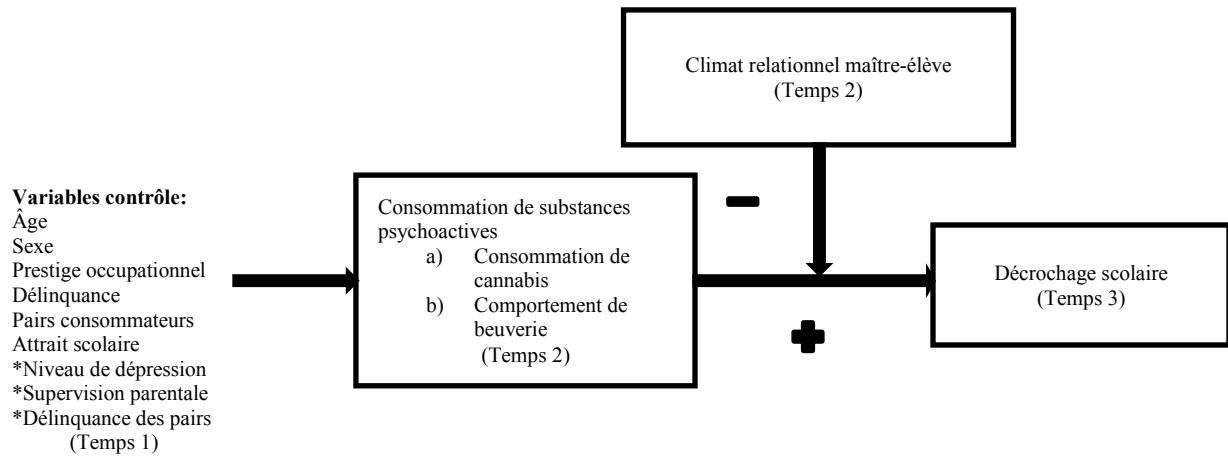 Climat relationnel maître-élève
(Temps 2)
Variables contrôle:
Âge
Sexe
Prestige occupationnel
Délinquance
Pairs consommateurs
Attrait scolaire
*Niveau de dépression
*Supervision parentale
*Délinquance des pairs
(Temps 1)
Consommation de substances
psychoactives
a) Consommation de
cannabis
b) Comportement de
beuverie
(Temps 2)
Décrochage scolaire
(Temps 3)